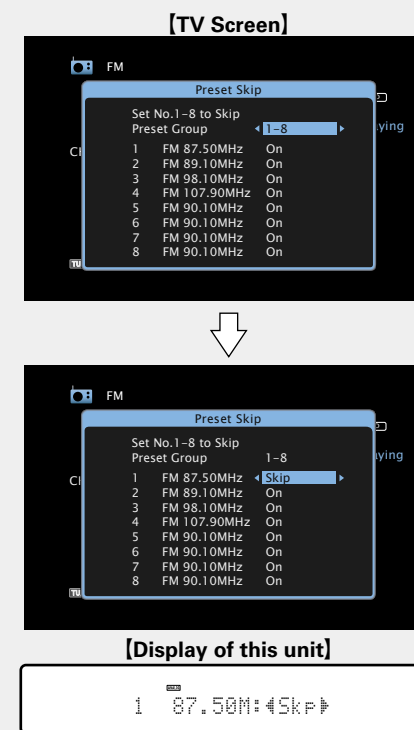 【TV Screen】
FM
Preset Skip
Set No.1-8 to Skip
Preset Group 1-8
ying
CH
1 FM 87.50MHz On
2 FM 89.10MHz On
3 FM 98.10MHz On
4 FM 107.90MHz On
5 FM 90.10MHz On
6 FM 90.10MHz On
7 FM 90.10MHz On
8 FM 90.10MHz On
TU
FM
Preset Skip
Set No.1-8 to Skip
Preset Group 1-8
ying
CH
1 FM 87.50MHz Skip
2 FM 89.10MHz On
3 FM 98.10MHz On
4 FM 107.90MHz On
5 FM 90.10MHz On
6 FM 90.10MHz On
7 FM 90.10MHz On
8 FM 90.10MHz On
TU
【Display of this unit】
1 87.50M:◀Skp▶